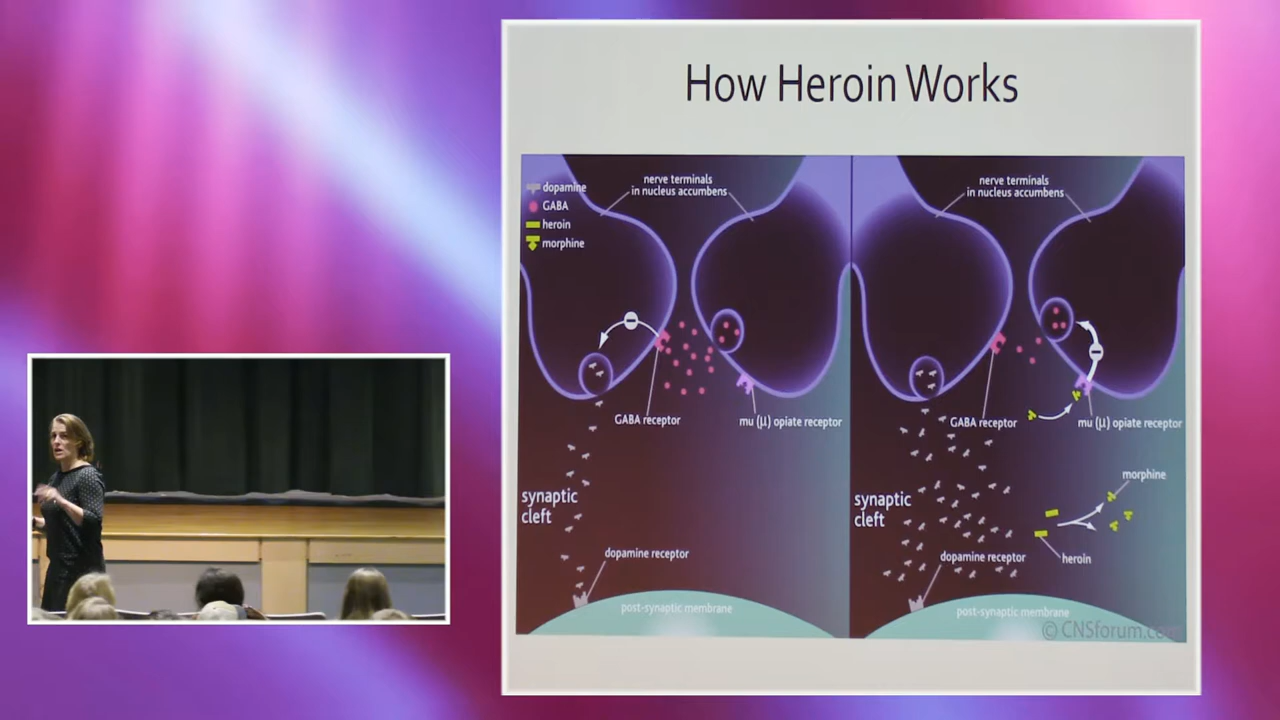 How Heroin Works
dopamine
GABA
heroin
morphine
nerve terminals
in nucleus accumbens
GABA receptor
mu (µ) opiate receptor
synaptic
cleft
dopamine receptor
post-synaptic membrane
nerve terminals
in nucleus accumbens
GABA receptor
mu (µ) opiate receptor
morphine
synaptic
cleft
heroin
dopamine receptor
post-synaptic membrane
© CNSforum.com